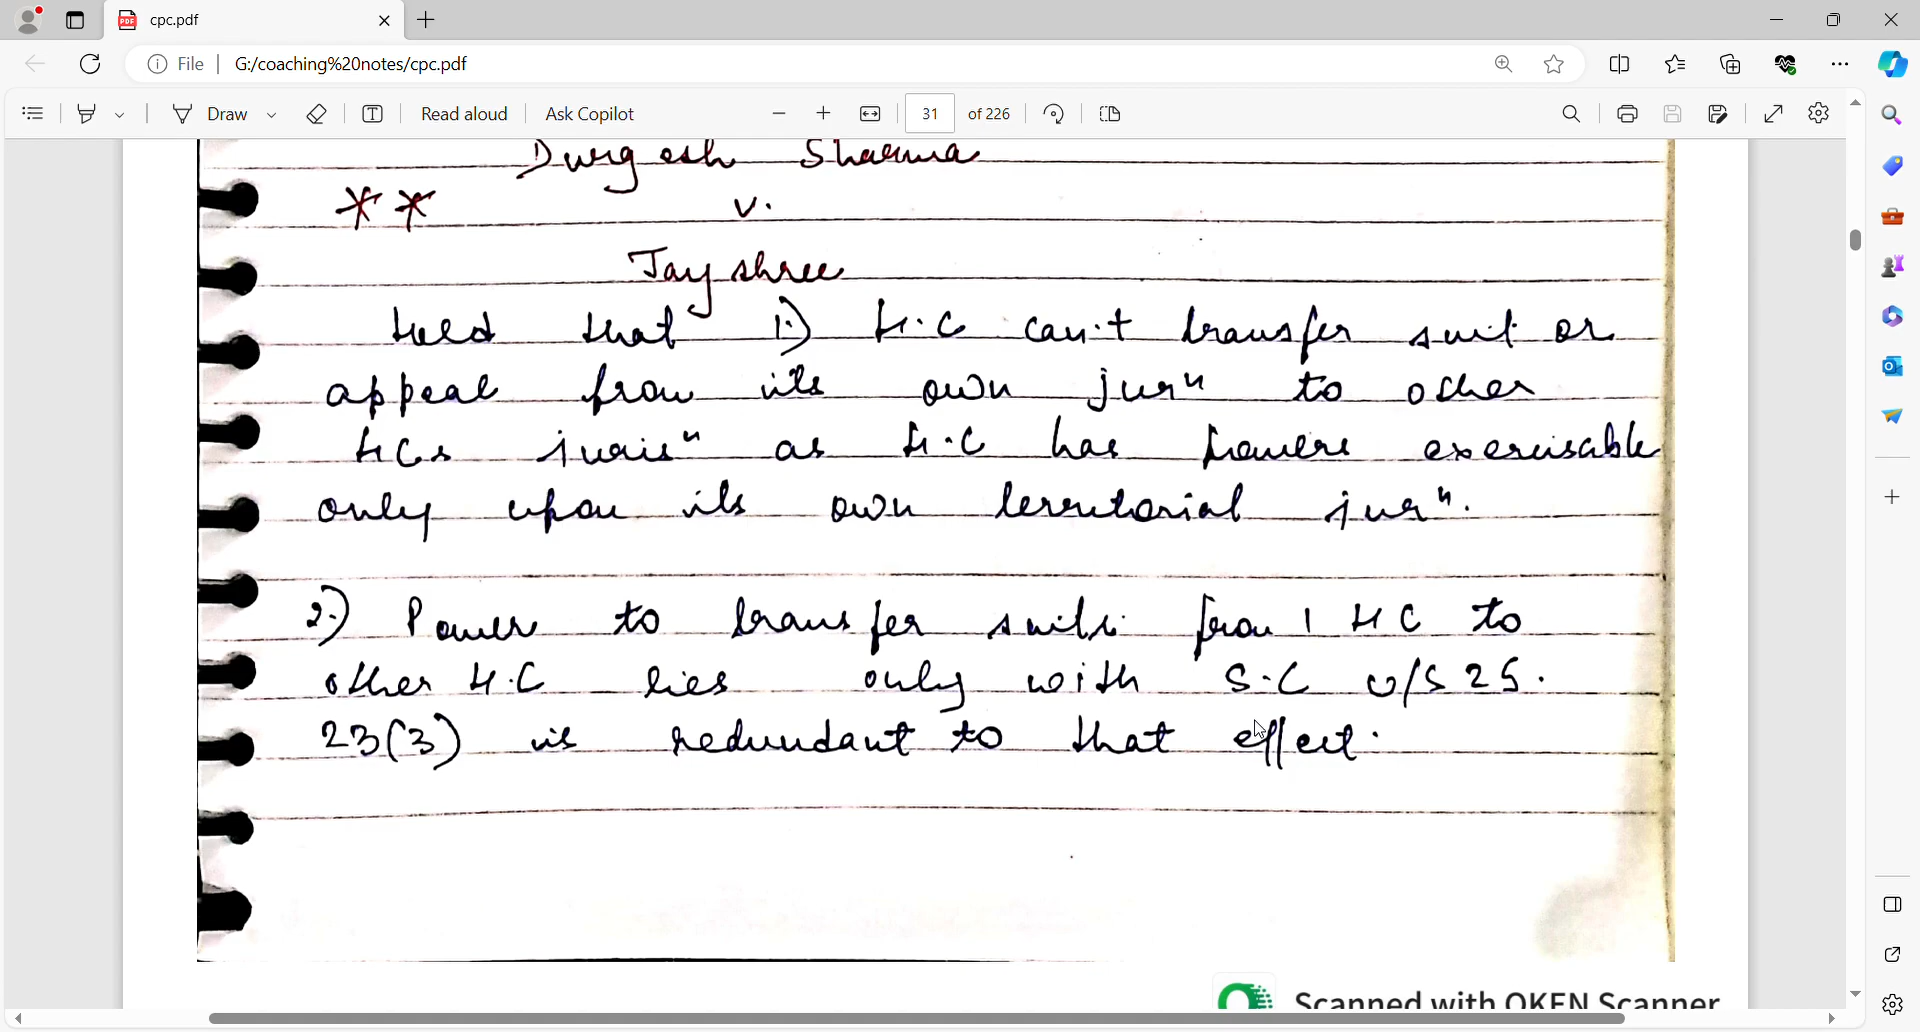 cpc.pdf
File G:/coaching%20notes/cpc.pdf
Draw Read aloud Ask Copilot 31 of 226
Durgesh Sharma
** v.
Jayshree
Held that 1.) H.C can't transfer suit or
appeal from its own jurⁿ to other
HCs jurisⁿ as H.C has powers exercisable
only upon its own territorial jurⁿ.
2.) Power to transfer suits from 1 HC to
other H.C lies only with S.C u/s 25.
23(3) is redundant to that effect.
Scanned with OKEN Scanner